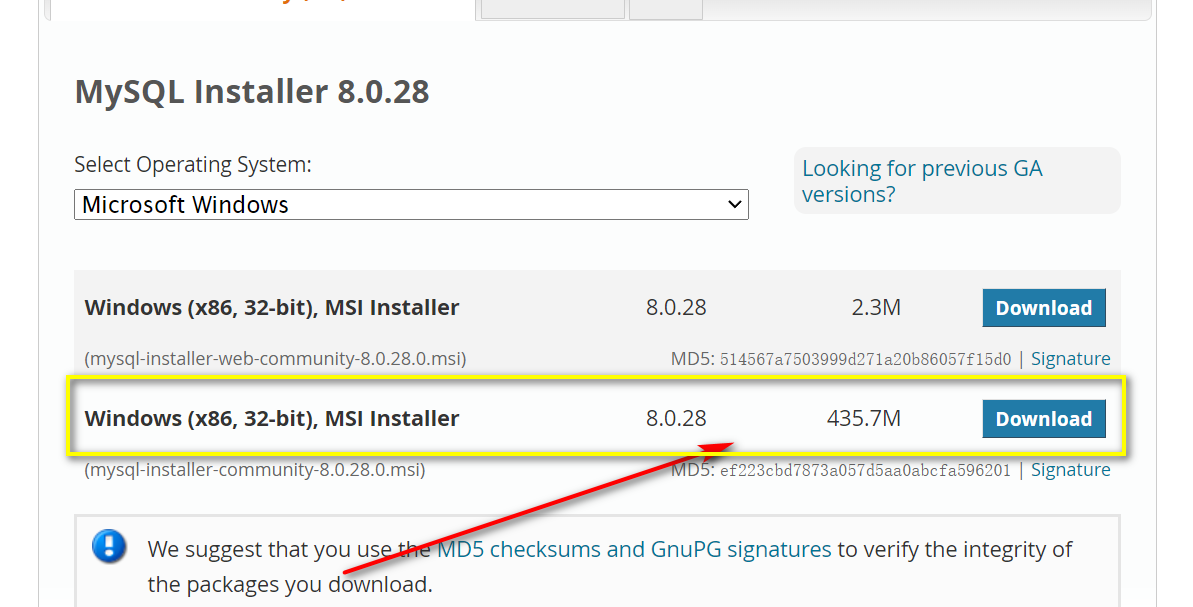 MySQL Installer 8.0.28
Select Operating System:
Looking for previous GA
versions?
Microsoft Windows
Windows (x86, 32-bit), MSI Installer 8.0.28 2.3M Download
(mysql-installer-web-community-8.0.28.0.msi) MD5: 514567a7503999d271a20b86057f15d0 | Signature
Windows (x86, 32-bit), MSI Installer 8.0.28 435.7M Download
(mysql-installer-community-8.0.28.0.msi) MD5: ef223cbd7873a057d5aa0abcfa596201 | Signature
We suggest that you use the MD5 checksums and GnuPG signatures to verify the integrity of
the packages you download.